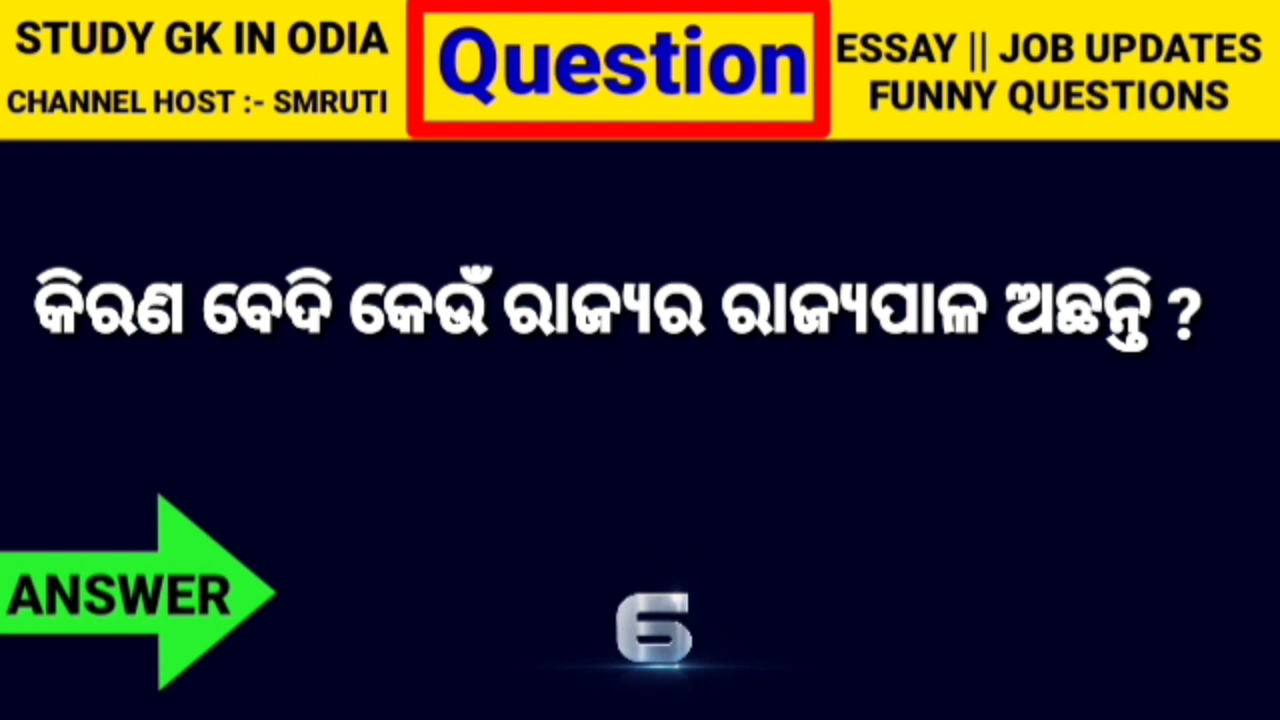 STUDY GK IN ODIA
CHANNEL HOST :- SMRUTI
Question
ESSAY || JOB UPDATES
FUNNY QUESTIONS
କିରଣ ବେଦି କେଉଁ ରାଜ୍ୟର ରାଜ୍ୟପାଳ ଅଛନ୍ତି ?
ANSWER
6